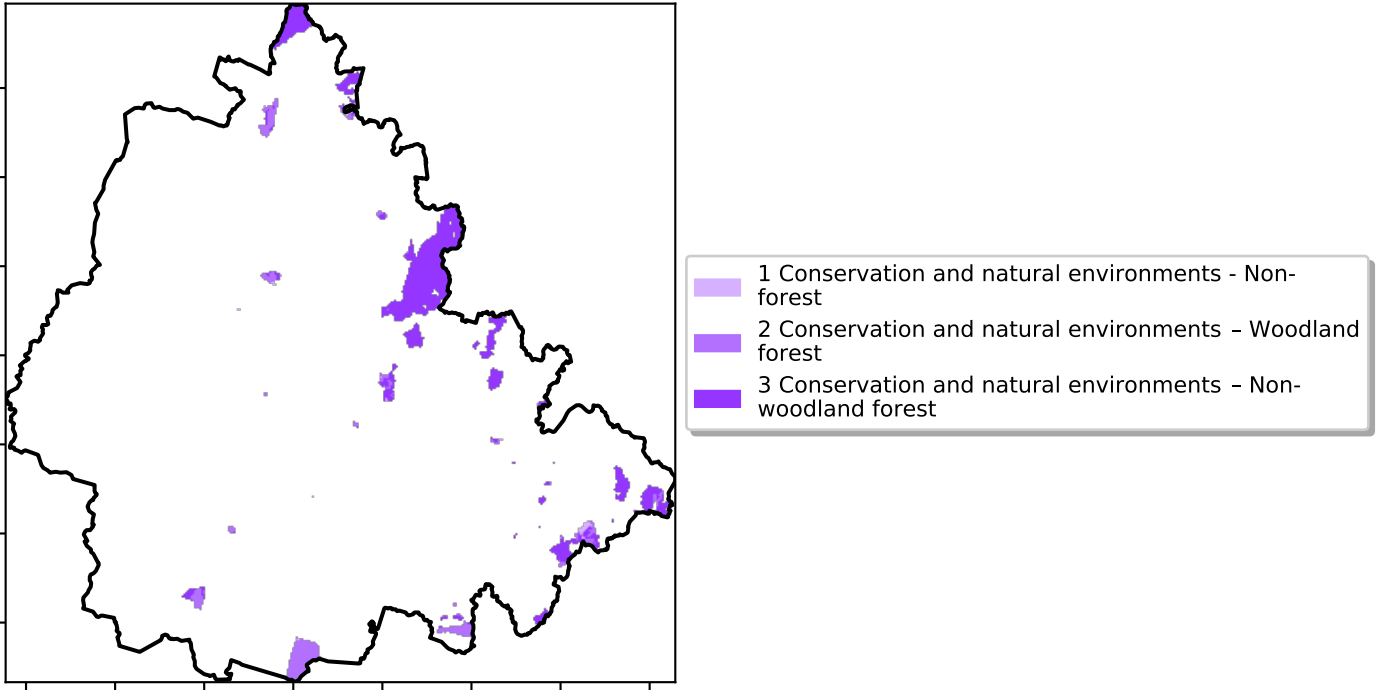 1 Conservation and natural environments - Non-
forest
2 Conservation and natural environments – Woodland
forest
3 Conservation and natural environments – Non-
woodland forest